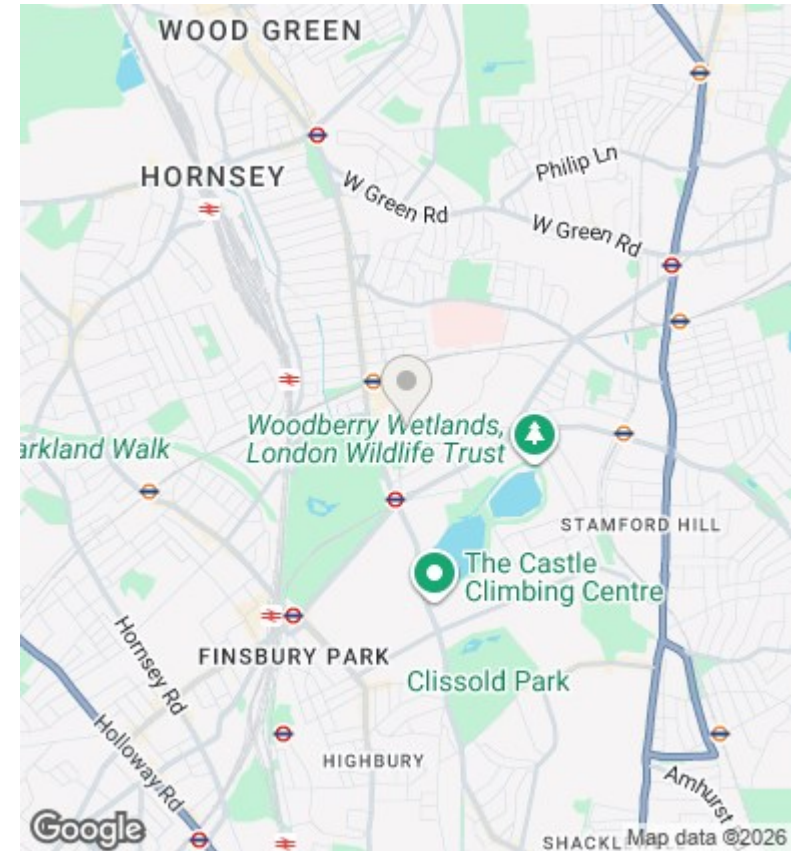 WOOD GREEN
HORNSEY
Philip Ln
W Green Rd
W Green Rd
Woodberry Wetlands,
London Wildlife Trust
arkland Walk
STAMFORD HILL
The Castle
Climbing Centre
FINSBURY PARK
Hornsey Rd
Clissold Park
Holloway Rd
HIGHBURY
Amhurst
Google
SHACKL
Map data ©2026